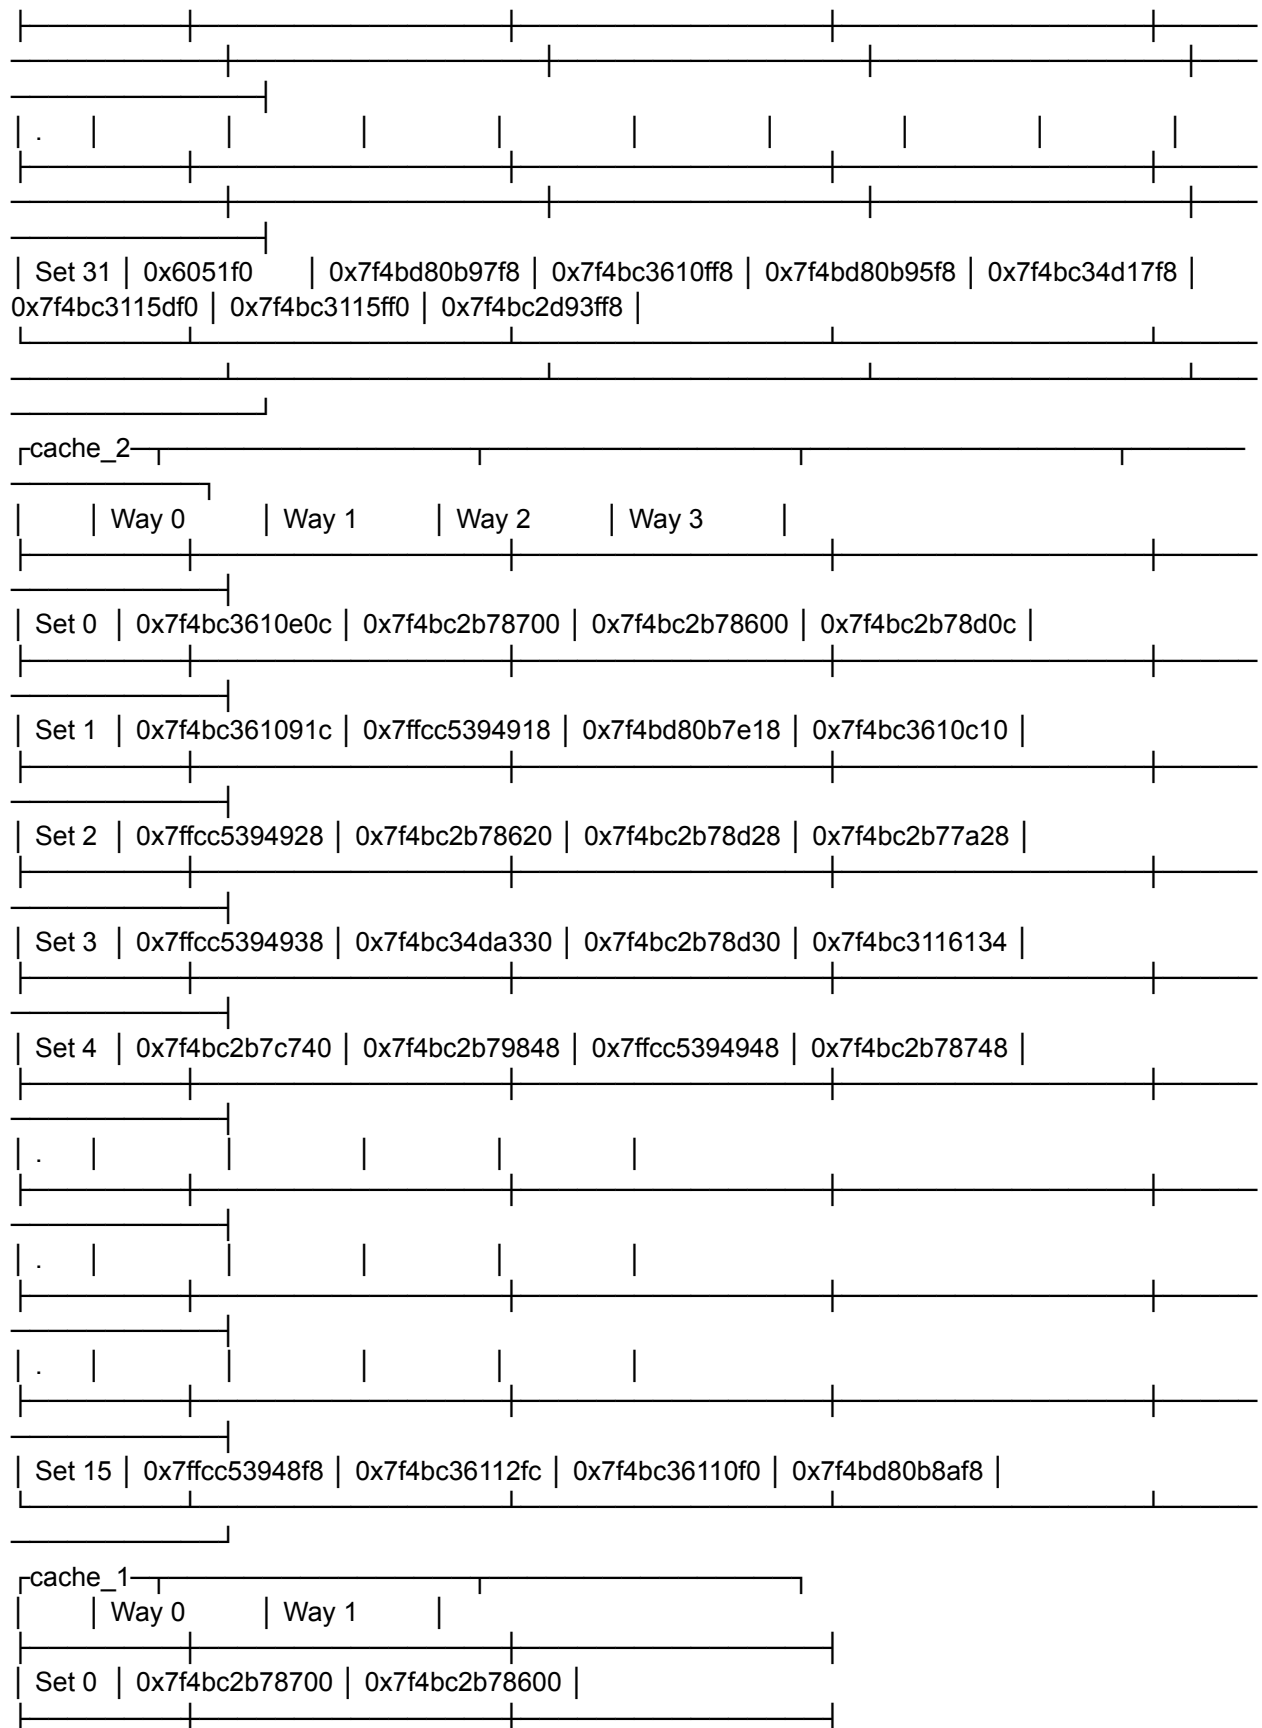 │ . │ │ │ │ │ │ │ │ │
│ Set 31 │ 0x6051f0 │ 0x7f4bd80b97f8 │ 0x7f4bc3610ff8 │ 0x7f4bd80b95f8 │ 0x7f4bc34d17f8 │
0x7f4bc3115df0 │ 0x7f4bc3115ff0 │ 0x7f4bc2d93ff8 │
┌cache_2─
│ │ Way 0 │ Way 1 │ Way 2 │ Way 3 │
│ Set 0 │ 0x7f4bc3610e0c │ 0x7f4bc2b78700 │ 0x7f4bc2b78600 │ 0x7f4bc2b78d0c │
│ Set 1 │ 0x7f4bc361091c │ 0x7ffcc5394918 │ 0x7f4bd80b7e18 │ 0x7f4bc3610c10 │
│ Set 2 │ 0x7ffcc5394928 │ 0x7f4bc2b78620 │ 0x7f4bc2b78d28 │ 0x7f4bc2b77a28 │
│ Set 3 │ 0x7ffcc5394938 │ 0x7f4bc34da330 │ 0x7f4bc2b78d30 │ 0x7f4bc3116134 │
│ Set 4 │ 0x7f4bc2b7c740 │ 0x7f4bc2b79848 │ 0x7ffcc5394948 │ 0x7f4bc2b78748 │
│ . │ │ │ │ │
│ . │ │ │ │ │
│ . │ │ │ │ │
│ Set 15 │ 0x7ffcc53948f8 │ 0x7f4bc36112fc │ 0x7f4bc36110f0 │ 0x7f4bd80b8af8 │
┌cache_1─
│ │ Way 0 │ Way 1 │
│ Set 0 │ 0x7f4bc2b78700 │ 0x7f4bc2b78600 │